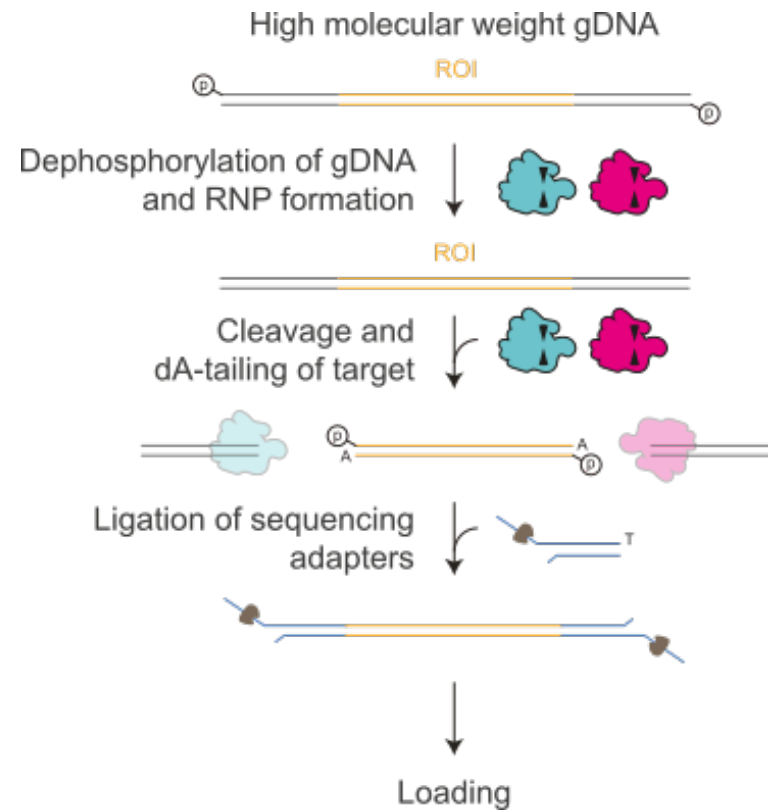 High molecular weight gDNA
ROI
p
p
Dephosphorylation of gDNA
and RNP formation
ROI
Cleavage and
dA-tailing of target
p
A
A
p
Ligation of sequencing
adapters
T
Loading